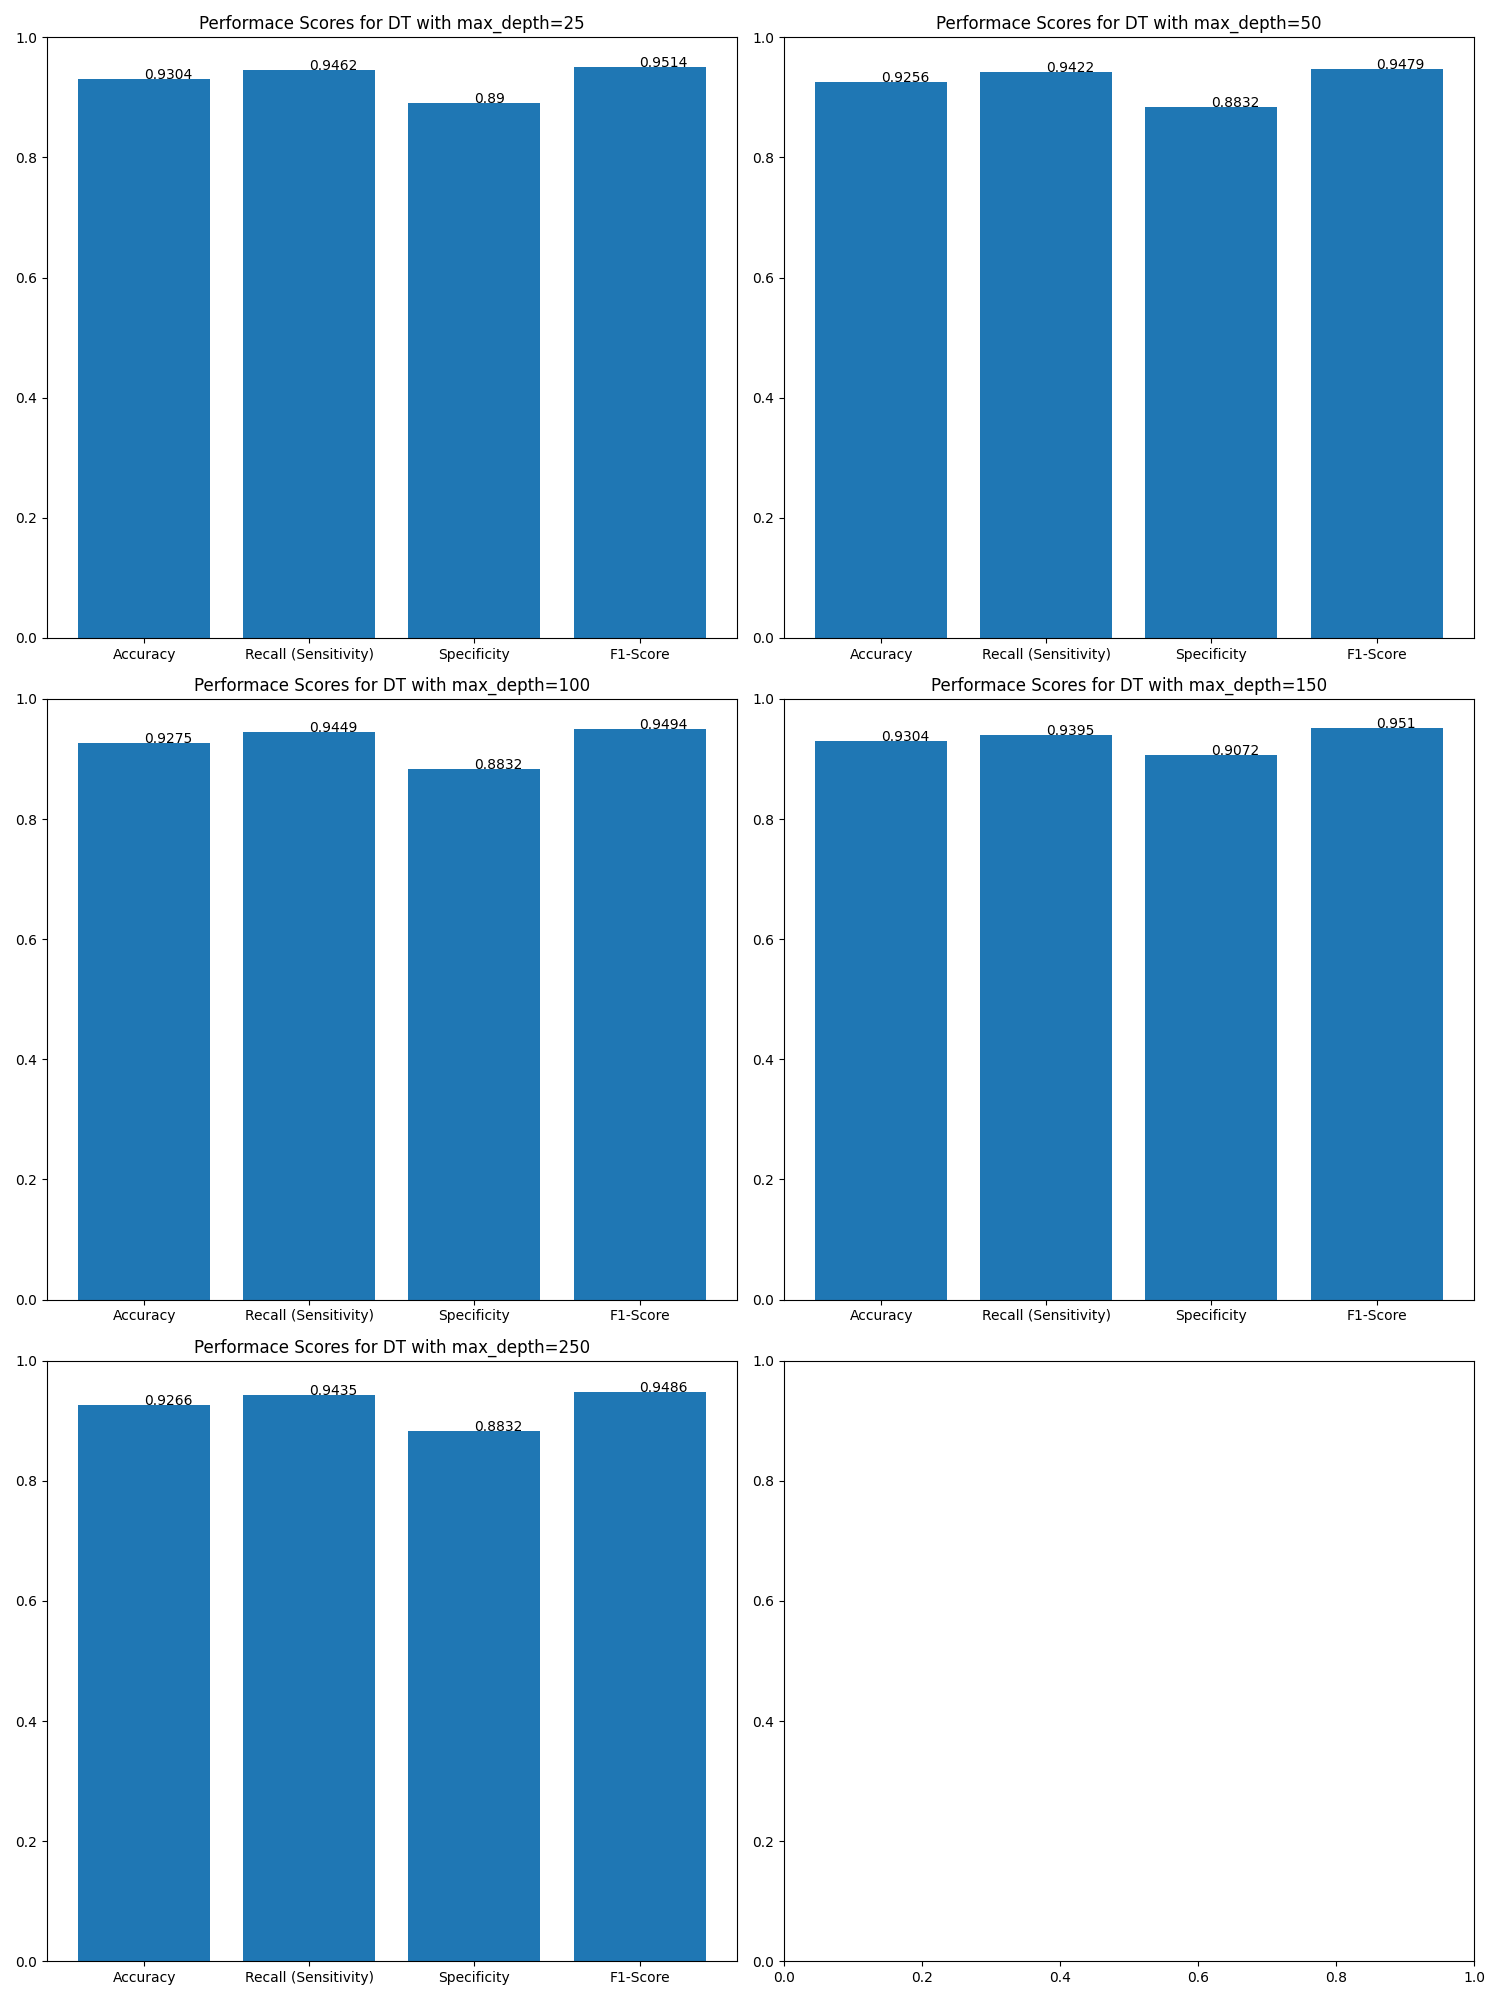 Performace Scores for DT with max_depth=25
1.0
0.8
0.6
0.4
0.2
0.0
0.9304
0.9462
0.89
0.9514
Accuracy
Recall (Sensitivity)
Specificity
F1-Score
Performace Scores for DT with max_depth=50
1.0
0.8
0.6
0.4
0.2
0.0
0.9256
0.9422
0.8832
0.9479
Accuracy
Recall (Sensitivity)
Specificity
F1-Score
Performace Scores for DT with max_depth=100
1.0
0.8
0.6
0.4
0.2
0.0
0.9275
0.9449
0.8832
0.9494
Accuracy
Recall (Sensitivity)
Specificity
F1-Score
Performace Scores for DT with max_depth=150
1.0
0.8
0.6
0.4
0.2
0.0
0.9304
0.9395
0.9072
0.951
Accuracy
Recall (Sensitivity)
Specificity
F1-Score
Performace Scores for DT with max_depth=250
1.0
0.8
0.6
0.4
0.2
0.0
0.9266
0.9435
0.8832
0.9486
Accuracy
Recall (Sensitivity)
Specificity
F1-Score
1.0
0.8
0.6
0.4
0.2
0.0
0.0
0.2
0.4
0.6
0.8
1.0